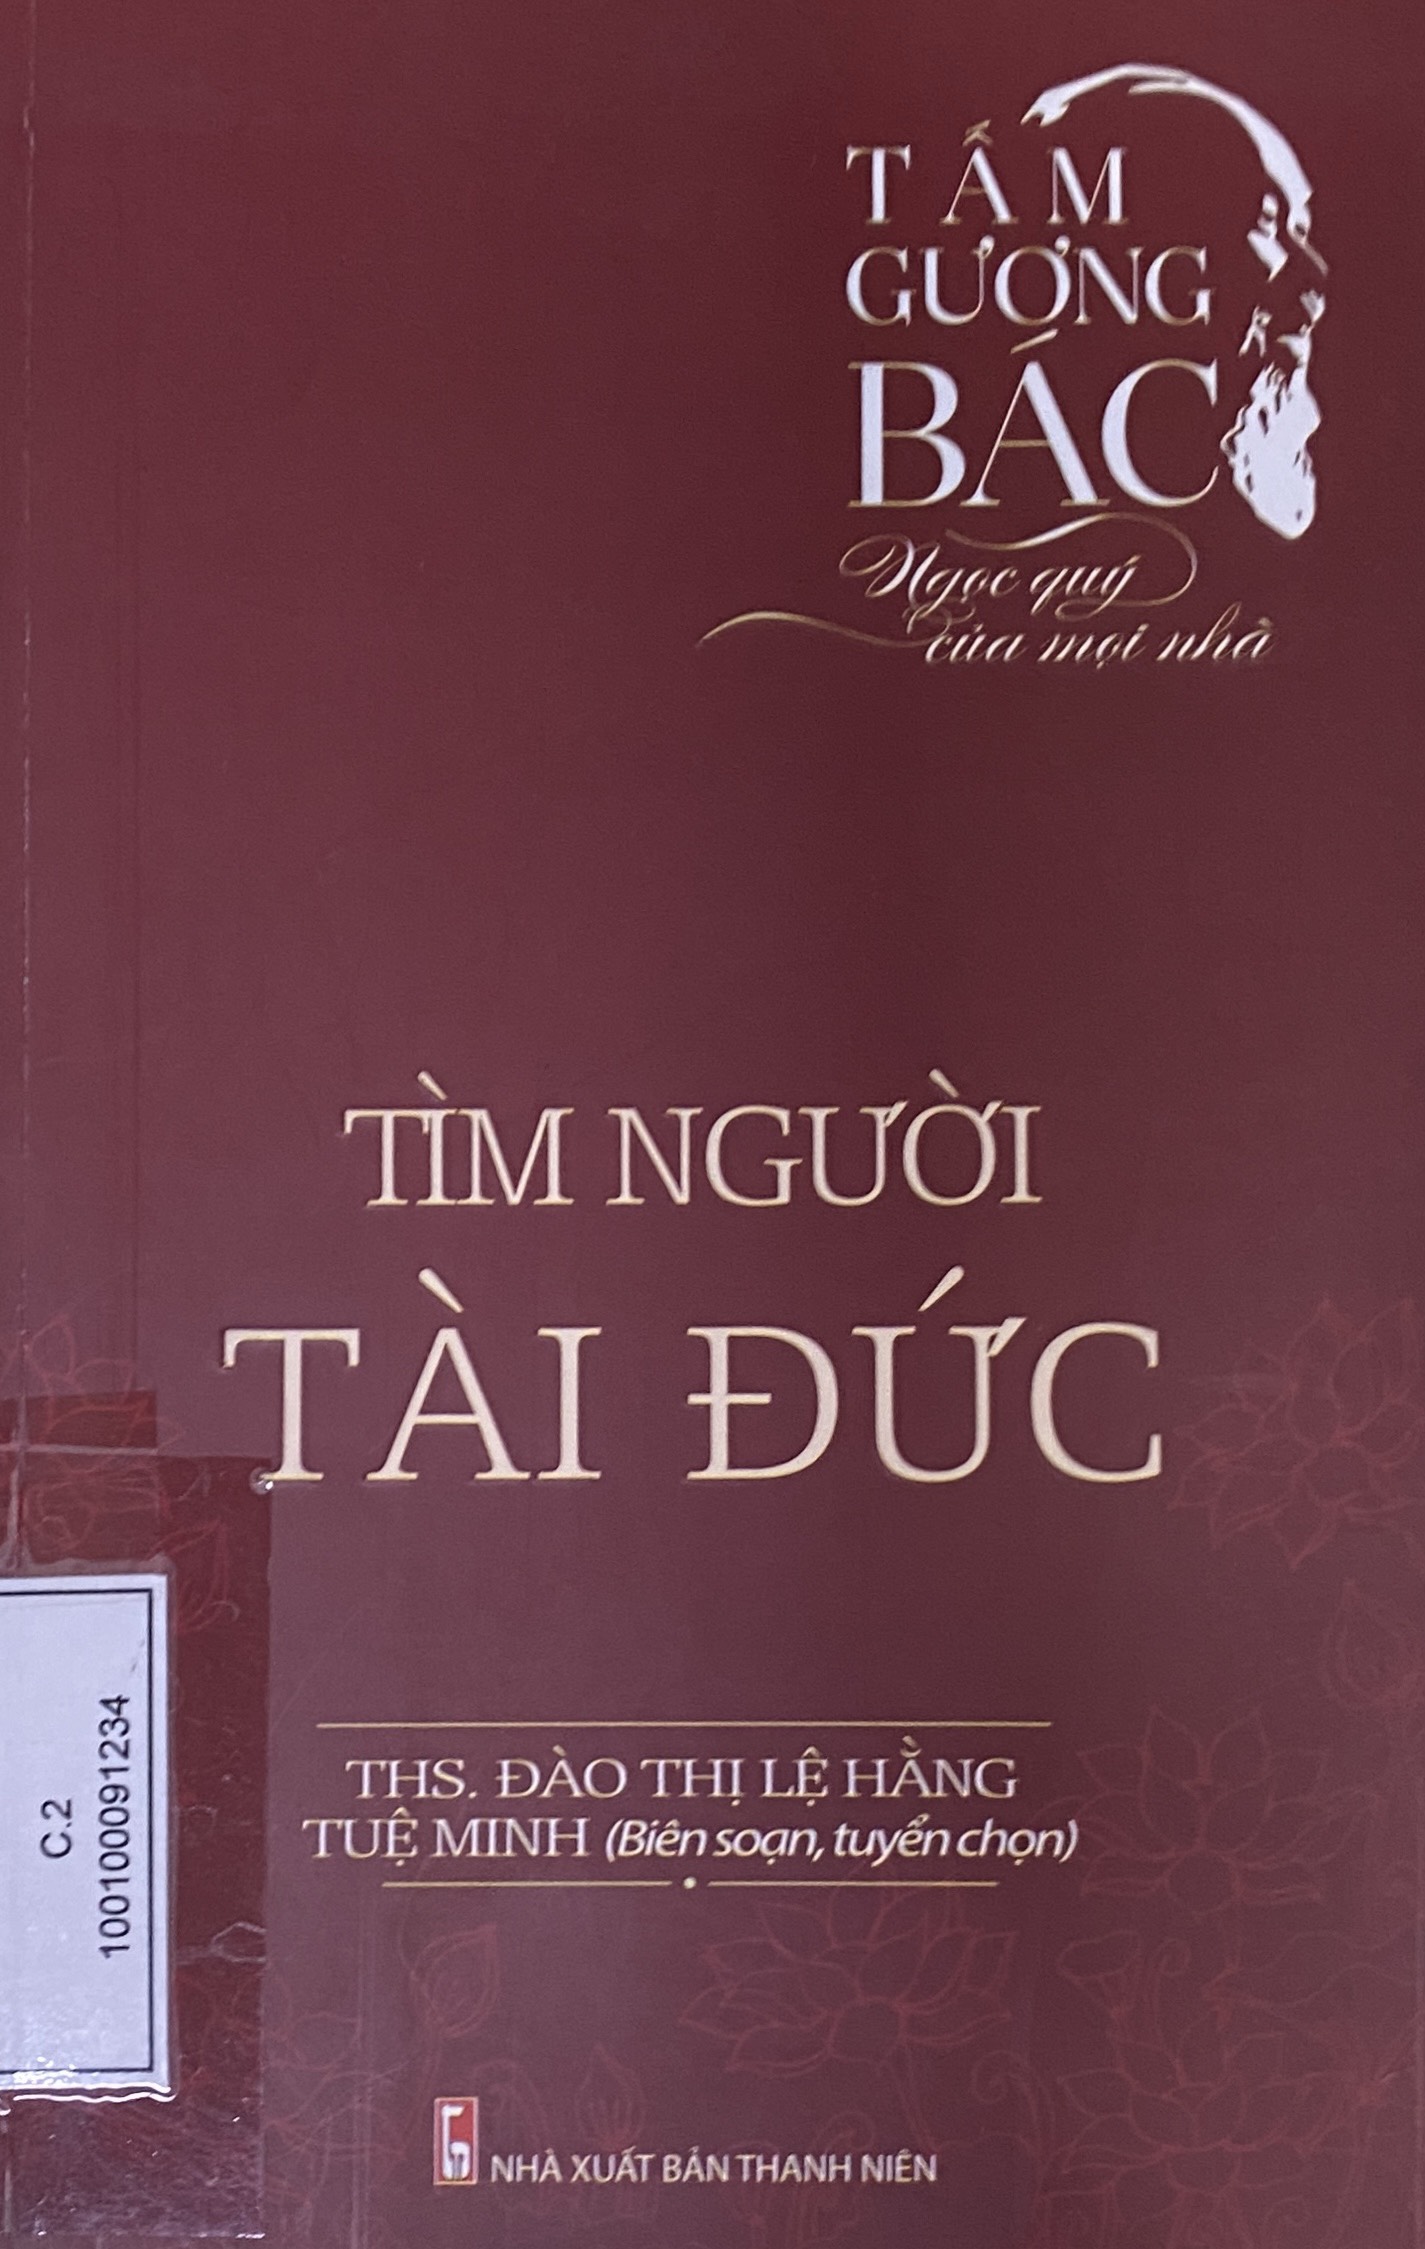 TẤM
GƯƠNG
BÁC
Ngọc quý
của mọi nhà
TÌM NGƯỜI
TÀI ĐỨC
THS. ĐÀO THỊ LỆ HẰNG
TUỆ MINH (Biên soạn, tuyển chọn)
NHÀ XUẤT BẢN THANH NIÊN
C.2
100100091234